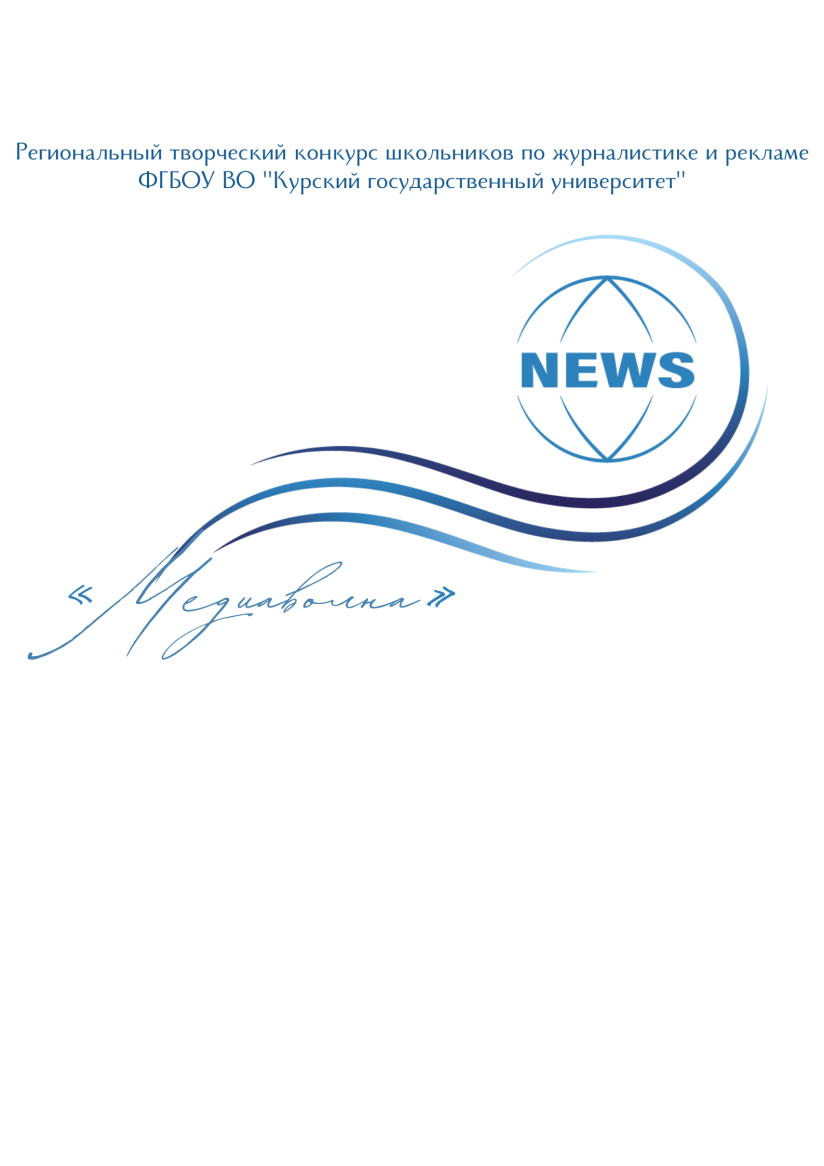 Региональный творческий конкурс школьников по журналистике и рекламе
ФГБОУ ВО "Курский государственный университет"
NEWS
«Медиаволна»